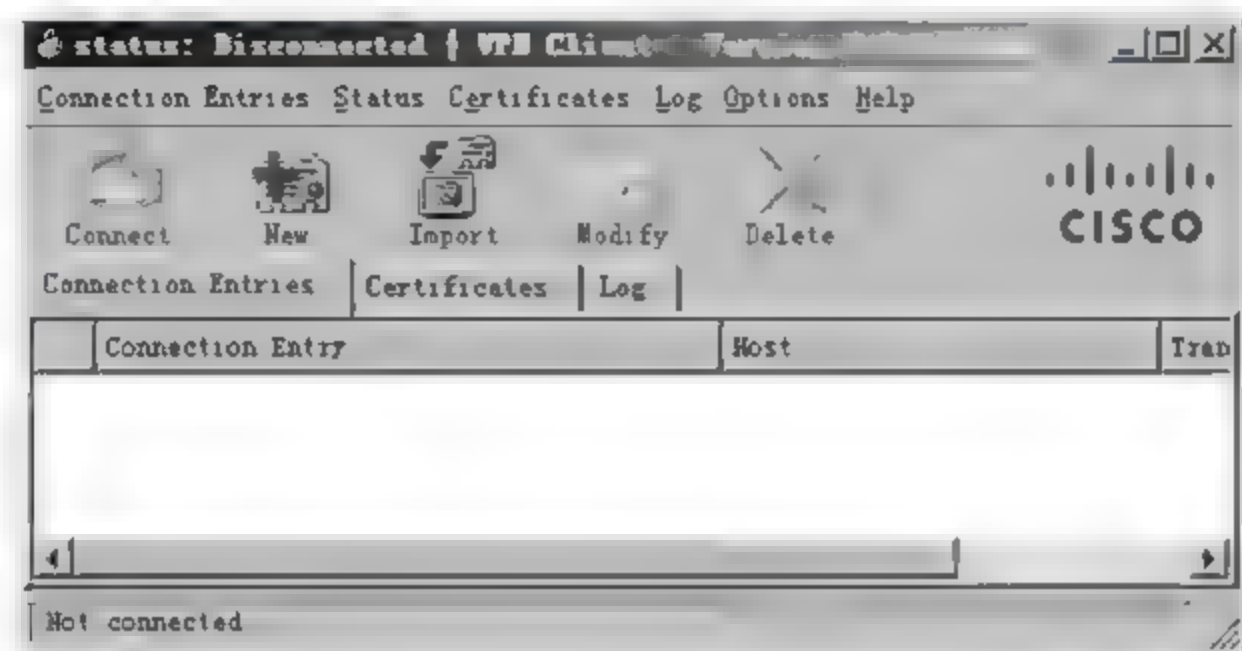 status: Disconnected | VPN Client
Connection Entries Status Certificates Log Options Help
Connect New Import Modify Delete
CISCO
Connection Entries Certificates Log
Connection Entry Host Tran
Not connected